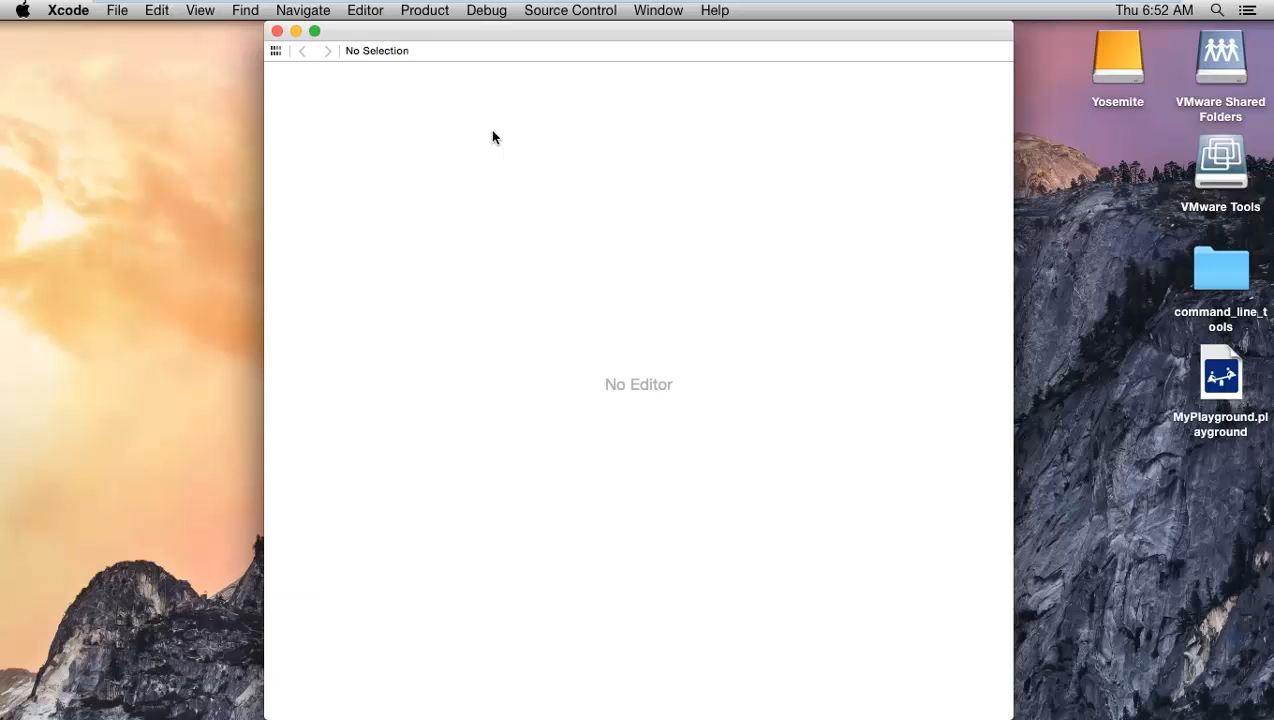 Xcode File Edit View Find Navigate Editor Product Debug Source Control Window Help Thu 6:52 AM
No Selection
Yosemite
VMware Shared
Folders
VMware Tools
command_line_t
ools
No Editor
MyPlayground.pl
ayground